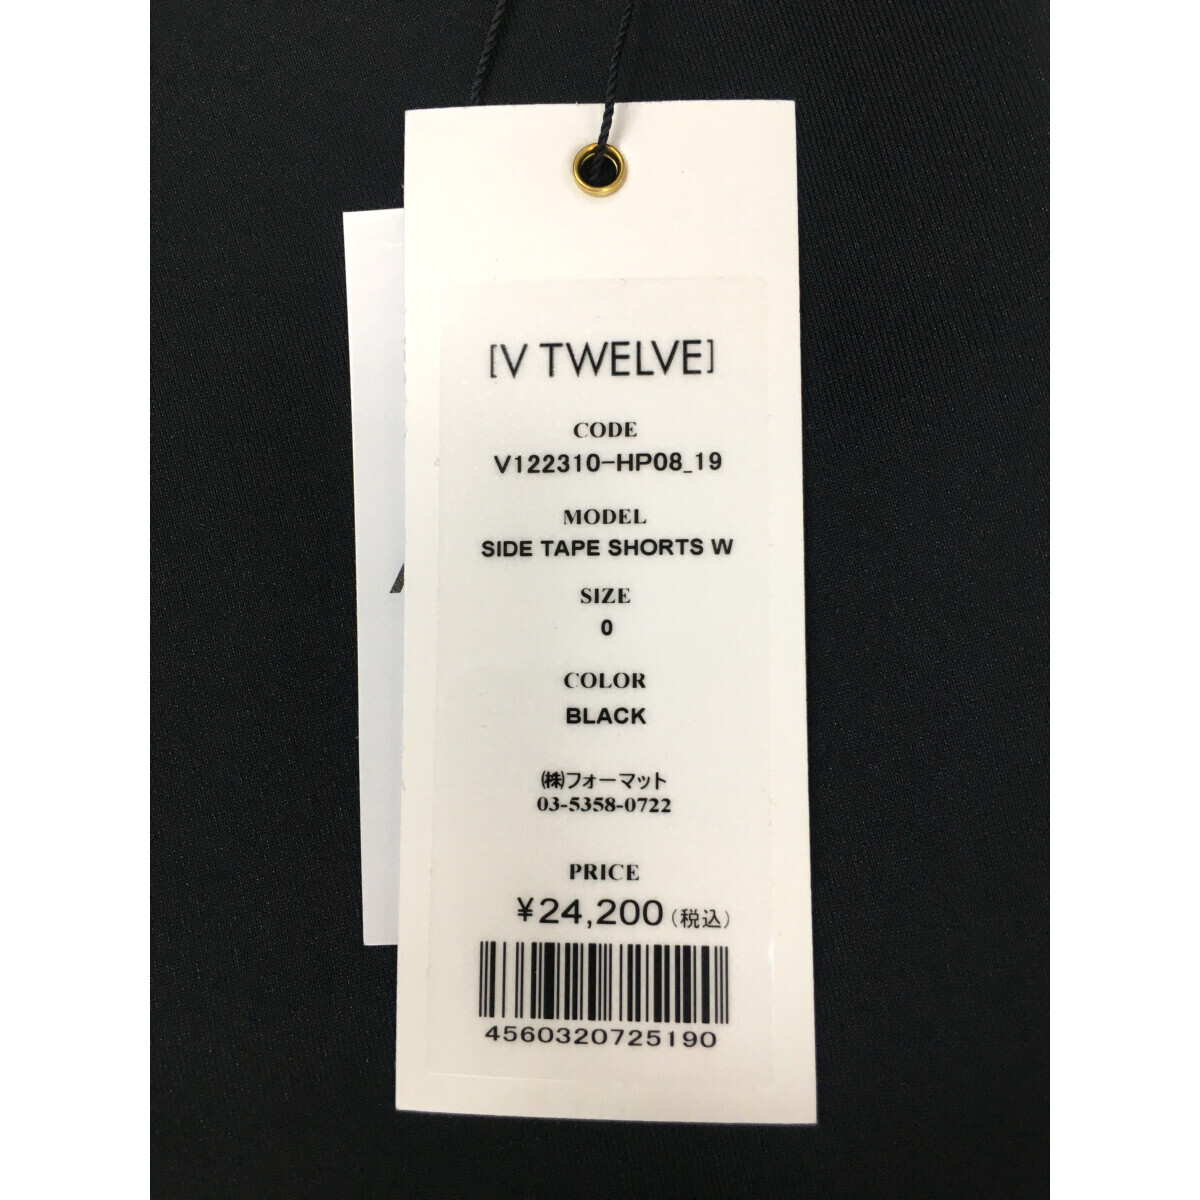 [V TWELVE]
CODE
V122310-HP08_19
MODEL
SIDE TAPE SHORTS W
SIZE
0
COLOR
BLACK
㈱フォーマット
03-5358-0722
PRICE
¥24,200(税込)
4560320725190